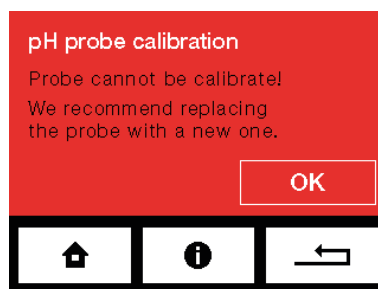 pH probe calibration
Probe cannot be calibrate!
We recommend replacing
the probe with a new one.
OK